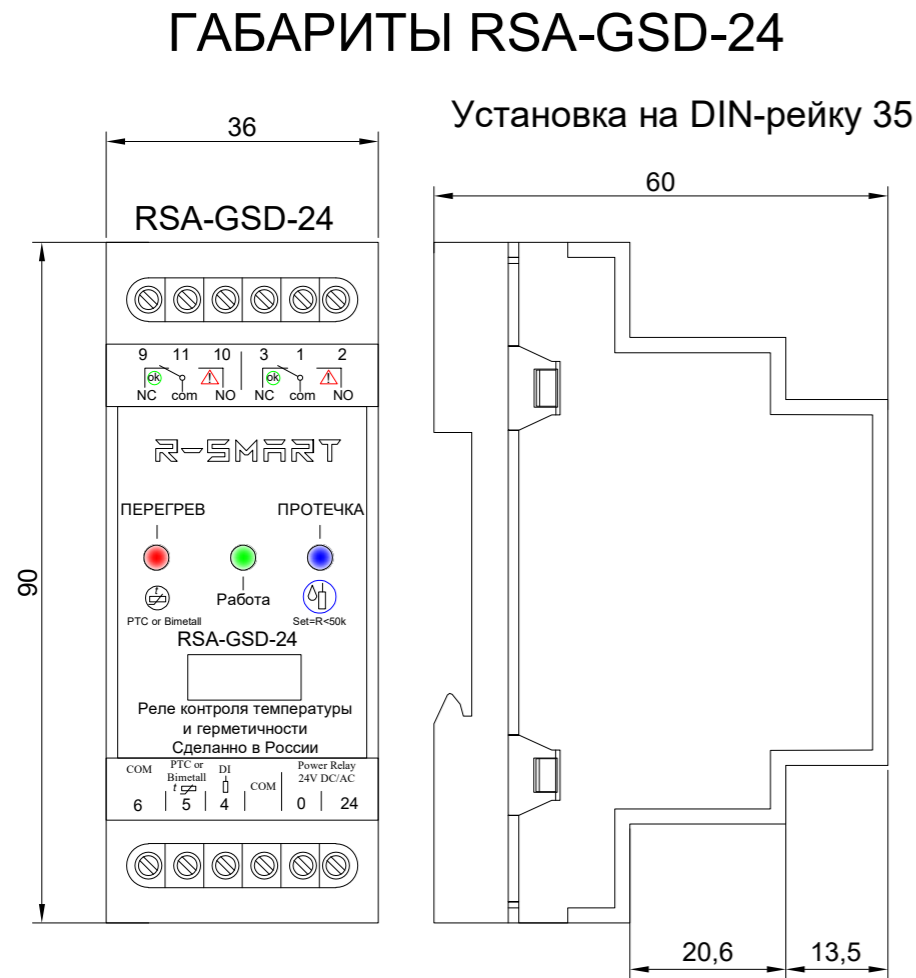 ГАБАРИТЫ RSA-GSD-24
Установка на DIN-рейку 35
36
60
RSA-GSD-24
9 11 10 3 1 2
ok ok
NC com NO NC com NO
R-SMART
ПЕРЕГРЕВ ПРОТЕЧКА
90
t
Работа
PTC or Bimetall Set=R<50k
RSA-GSD-24
Реле контроля температуры
и герметичности
Сделанно в России
COM PTC or DI Power Relay
Bimetall COM 24V DC/AC
t
6 5 4 0 24
20,6 13,5